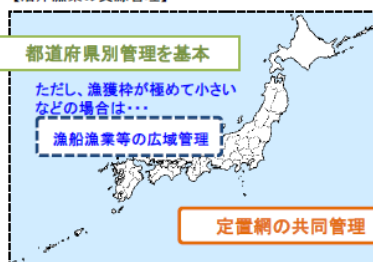 都道府県別管理を基本
ただし、漁獲枠が極めて小さい
などの場合は・・・
漁船漁業等の広域管理
定置網の共同管理